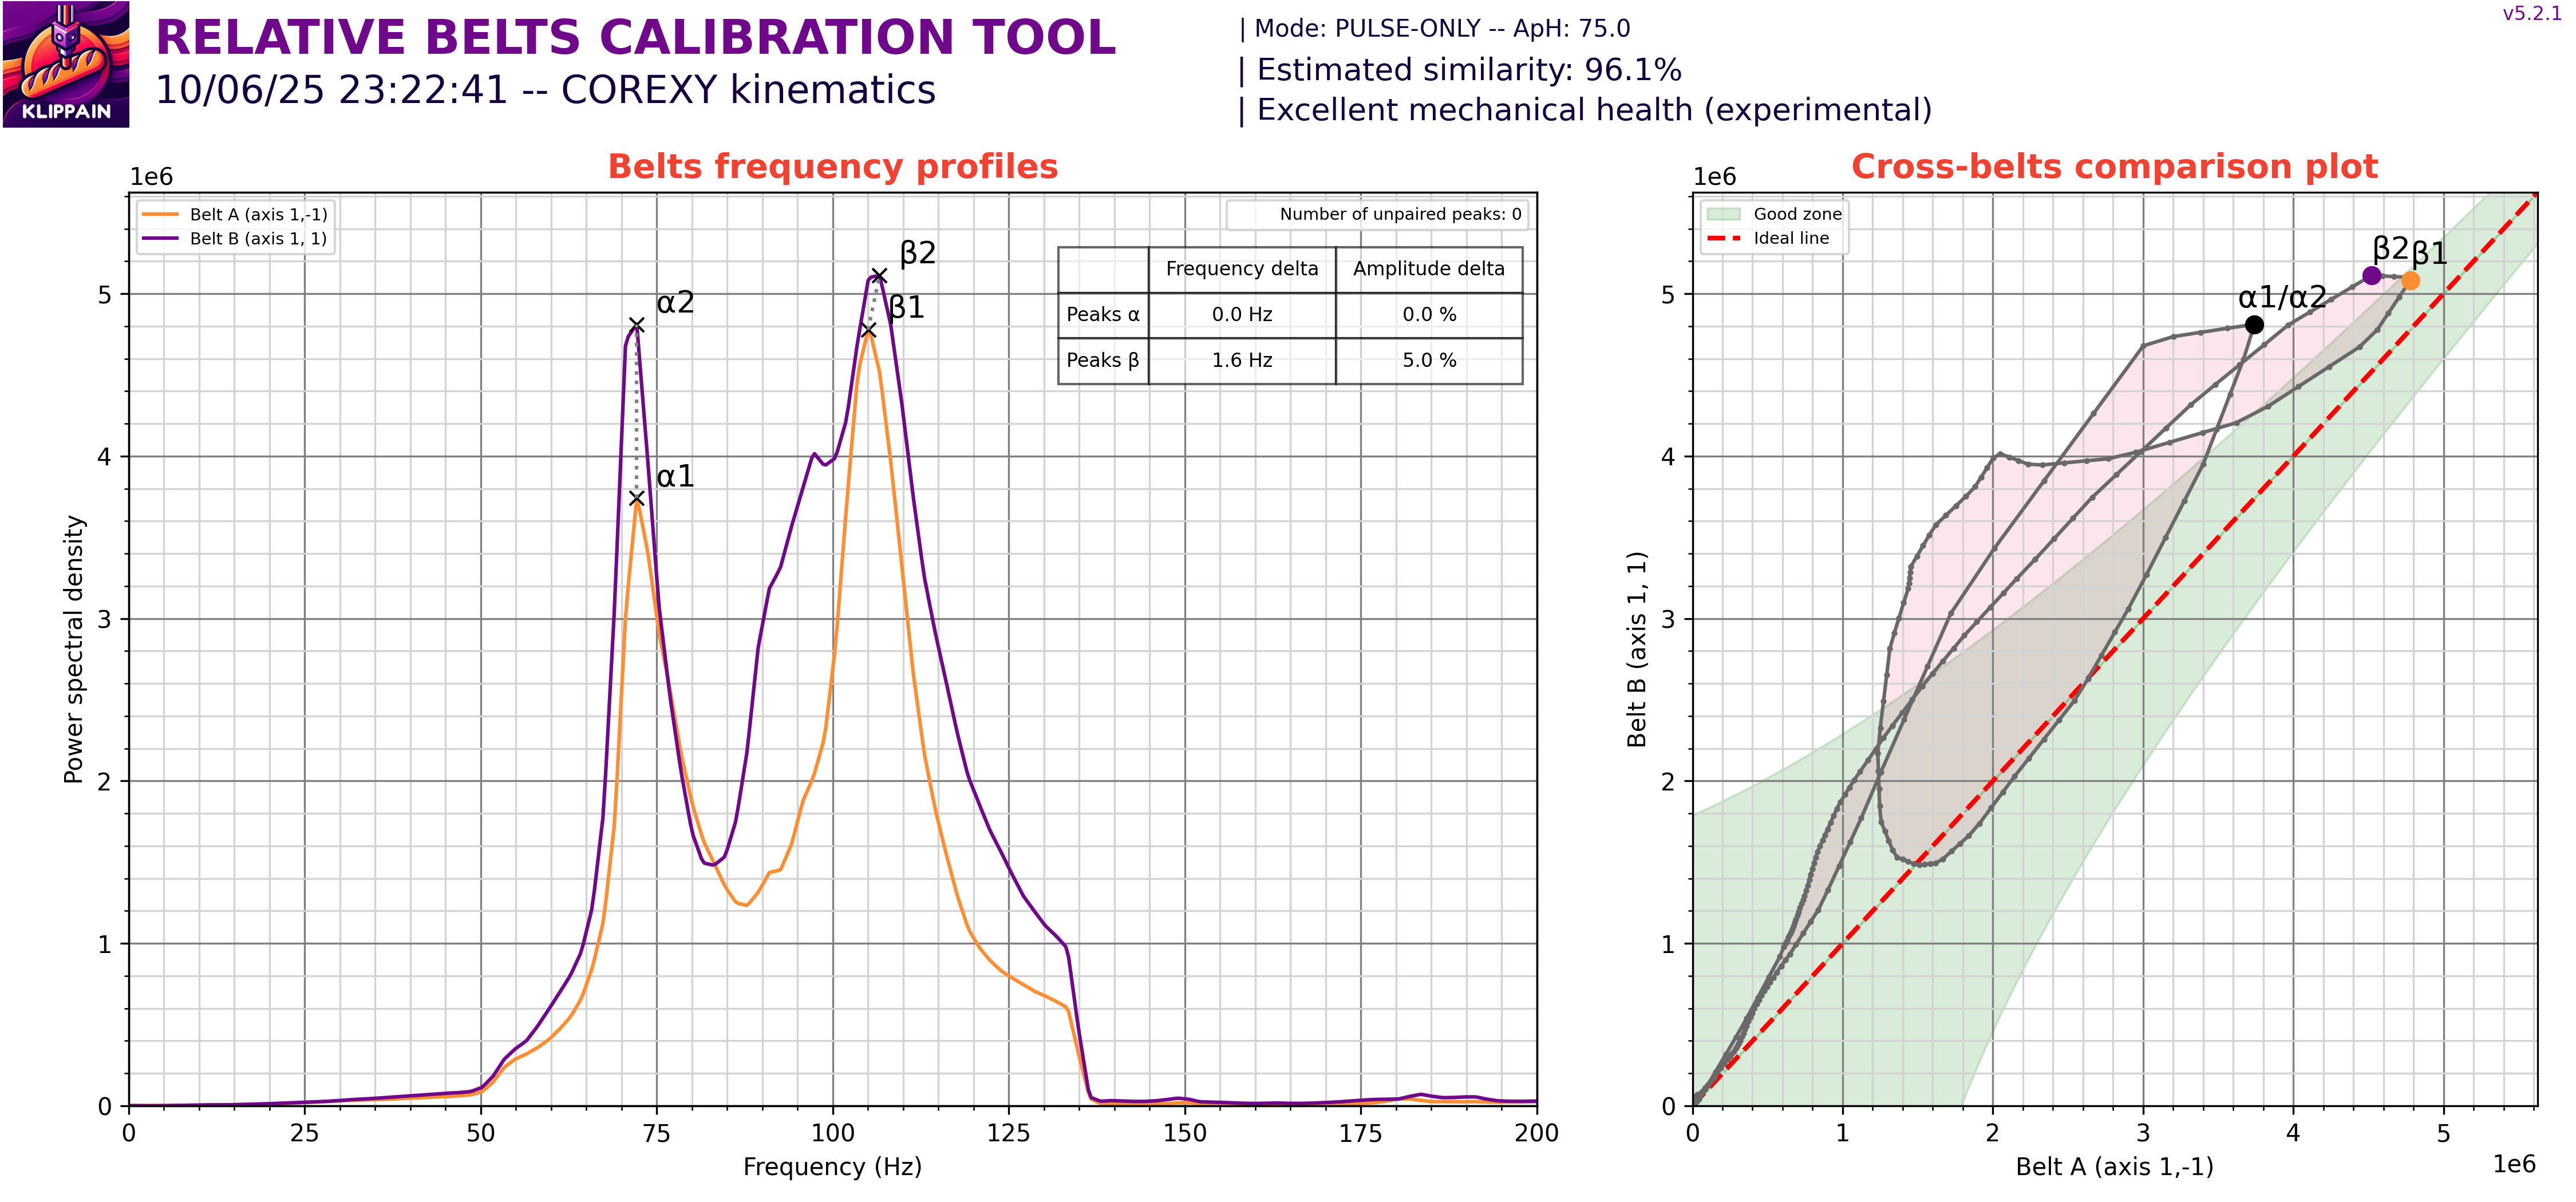 v5.2.1
KLIPPAIN
RELATIVE BELTS CALIBRATION TOOL
10/06/25 23:22:41 -- COREXY kinematics
| Mode: PULSE-ONLY -- ApH: 75.0
| Estimated similarity: 96.1%
| Excellent mechanical health (experimental)
Belts frequency profiles
1e6
Belt A (axis 1,-1)
Belt B (axis 1, 1)
Number of unpaired peaks: 0
Frequency delta Amplitude delta
Peaks α 0.0 Hz 0.0 %
Peaks β 1.6 Hz 5.0 %
β2
β1
α2
α1
Power spectral density
5
4
3
2
1
0
0 25 50 75 100 125 150 175 200
Frequency (Hz)
Cross-belts comparison plot
1e6
Good zone
Ideal line
β2 β1
α1/α2
Belt B (axis 1, 1)
5
4
3
2
1
0
0 1 2 3 4 5
Belt A (axis 1,-1)
1e6